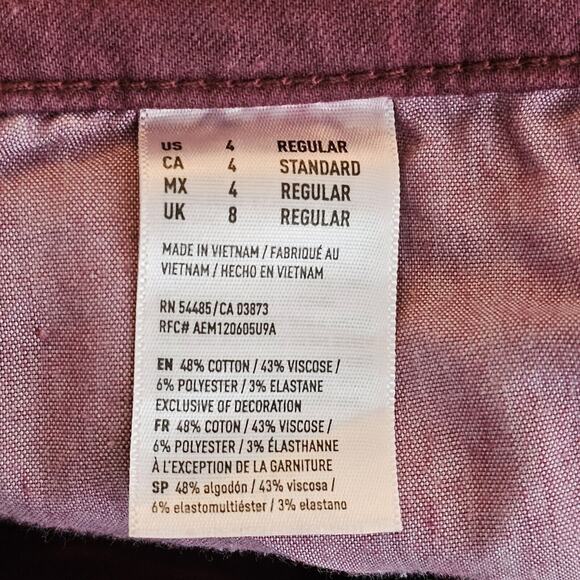 US 4 REGULAR
CA 4 STANDARD
MX 4 REGULAR
UK 8 REGULAR
MADE IN VIETNAM / FABRIQUÉ AU
VIETNAM / HECHO EN VIETNAM
RN 54485/CA 03873
RFC# AEM120605U9A
EN 48% COTTON / 43% VISCOSE /
6% POLYESTER / 3% ELASTANE
EXCLUSIVE OF DECORATION
FR 48% COTON / 43% VISCOSE /
6% POLYESTER / 3% ÉLASTHANNE
À L'EXCEPTION DE LA GARNITURE
SP 48% algodón / 43% viscosa /
6% elastomultiéster / 3% elastano